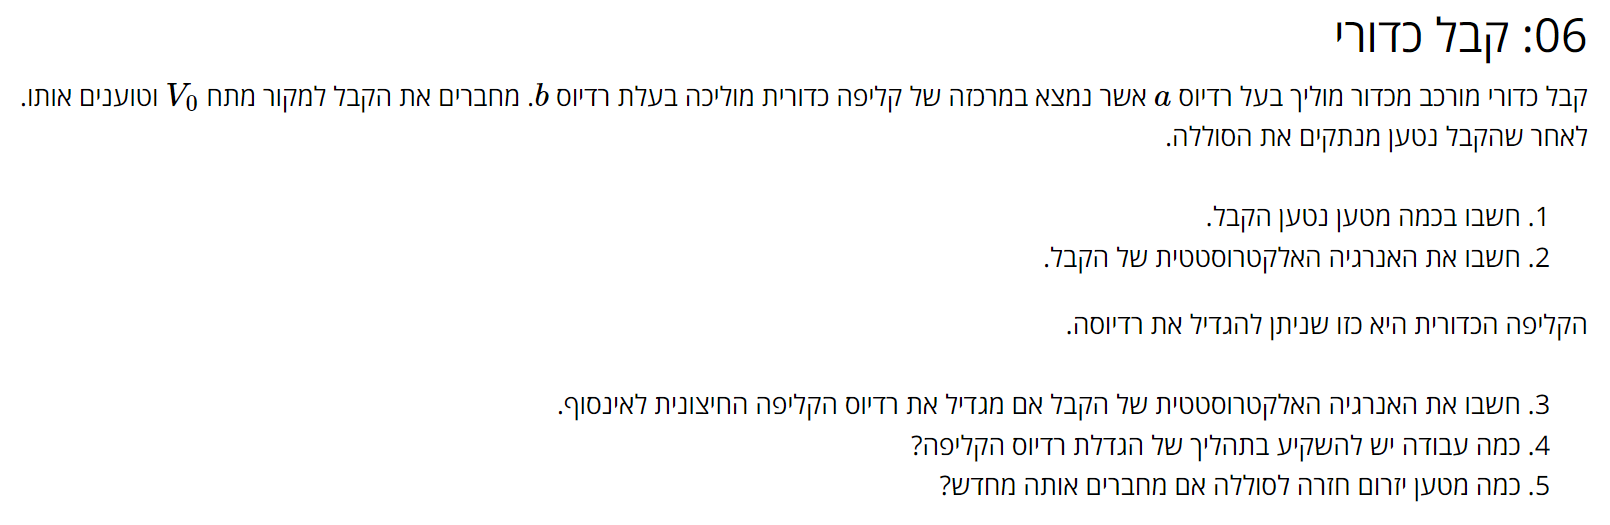 06: קבל כדורי
קבל כדורי מורכב מכדור מוליך בעל רדיוס a אשר נמצא במרכזה של קליפה כדורית מוליכה בעלת רדיוס b. מחברים את הקבל למקור מתח V₀ וטוענים אותו.
לאחר שהקבל נטען מנתקים את הסוללה.
1. חשבו בכמה מטען נטען הקבל.
2. חשבו את האנרגיה האלקטרוסטטית של הקבל.
הקליפה הכדורית היא כזו שניתן להגדיל את רדיוסה.
3. חשבו את האנרגיה האלקטרוסטטית של הקבל אם מגדיל את רדיוס הקליפה החיצונית לאינסוף.
4. כמה עבודה יש להשקיע בתהליך של הגדלת רדיוס הקליפה?
5. כמה מטען יזרום חזרה לסוללה אם מחברים אותה מחדש?